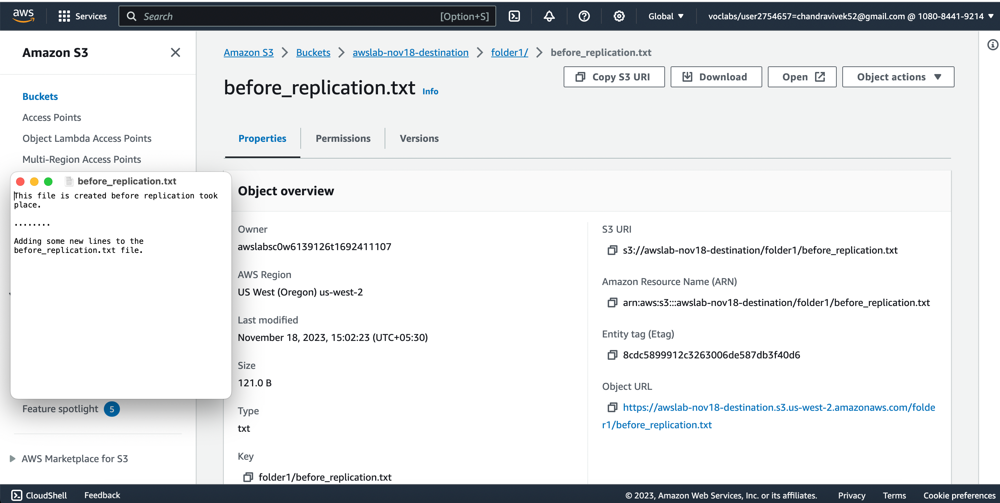 aws
Services
Search
[Option+S]
Global
voclabs/user2754657=chandravivek52@gmail.com @ 1080-8441-9214
Amazon S3
Buckets
Access Points
Object Lambda Access Points
Multi-Region Access Points
before_replication.txt
This file is created before replication took
place.
........
Adding some new lines to the
before_replication.txt file.
Feature spotlight 5
AWS Marketplace for S3
Amazon S3 > Buckets > awslab-nov18-destination > folder1/ > before_replication.txt
before_replication.txt Info
Copy S3 URI
Download
Open
Object actions
Properties
Permissions
Versions
Object overview
Owner
awslabsc0w6139126t1692411107
AWS Region
US West (Oregon) us-west-2
Last modified
November 18, 2023, 15:02:23 (UTC+05:30)
Size
121.0 B
Type
txt
Key
folder1/before_replication.txt
S3 URI
s3://awslab-nov18-destination/folder1/before_replication.txt
Amazon Resource Name (ARN)
arn:aws:s3:::awslab-nov18-destination/folder1/before_replication.txt
Entity tag (Etag)
8cdc5899912c3263006de587db3f40d6
Object URL
https://awslab-nov18-destination.s3.us-west-2.amazonaws.com/folde
r1/before_replication.txt
CloudShell
Feedback
© 2023, Amazon Web Services, Inc. or its affiliates.
Privacy
Terms
Cookie preferences